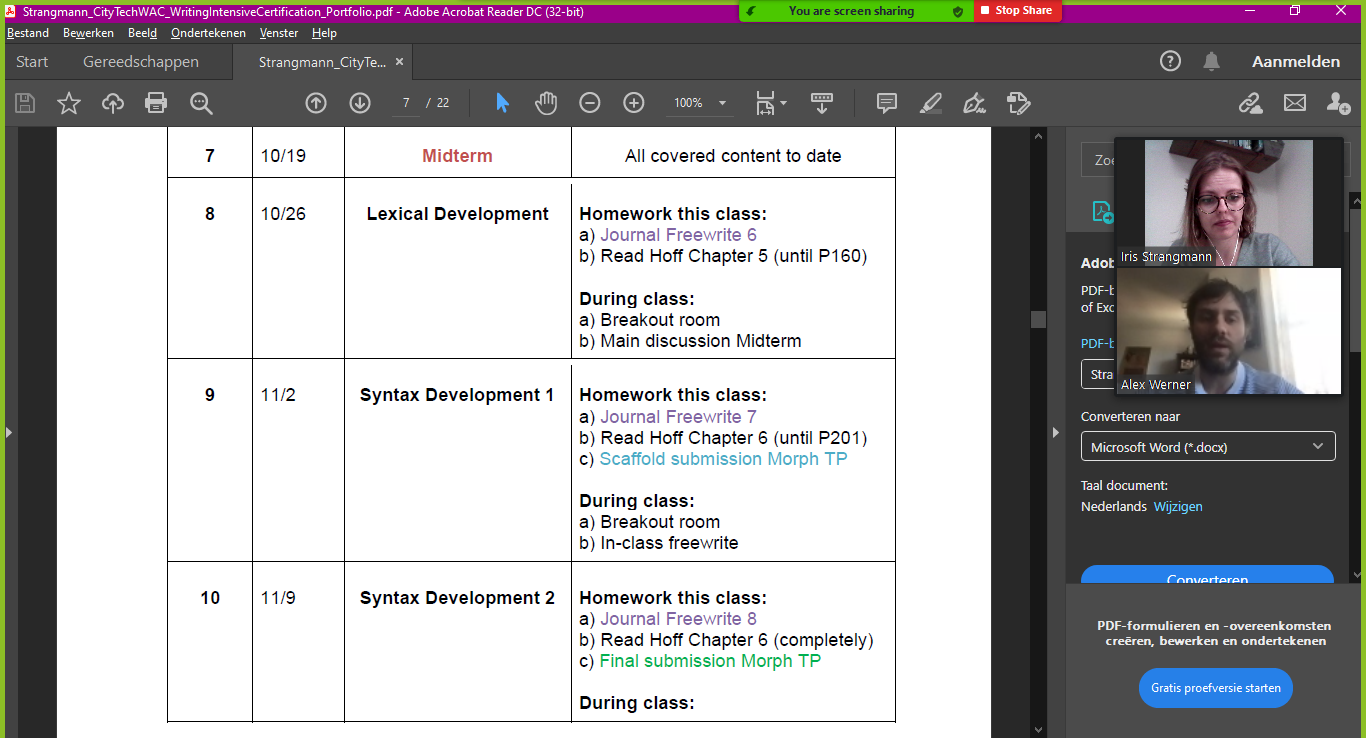 Strangmann_CityTechWAC_WritingIntensiveCertification_Portfolio.pdf - Adobe Acrobat Reader DC (32-bit)
You are screen sharing
Stop Share
Bestand Bewerken Beeld Ondertekenen Venster Help
Start Gereedschappen Strangmann_CityTe... × Aanmelden
7 / 22 100%
7 10/19 Midterm All covered content to date
8 10/26 Lexical Development Homework this class:
a) Journal Freewrite 6
b) Read Hoff Chapter 5 (until P160)
During class:
a) Breakout room
b) Main discussion Midterm
9 11/2 Syntax Development 1 Homework this class:
a) Journal Freewrite 7
b) Read Hoff Chapter 6 (until P201)
c) Scaffold submission Morph TP
During class:
a) Breakout room
b) In-class freewrite
10 11/9 Syntax Development 2 Homework this class:
a) Journal Freewrite 8
b) Read Hoff Chapter 6 (completely)
c) Final submission Morph TP
During class:
Zoe
Iris Strangmann
Adob
PDF-b
of Exc
PDF-b
Stra
Alex Werner
Converteren naar
Microsoft Word (*.docx)
Taal document:
Nederlands Wijzigen
Converteren
PDF-formulieren en -overeenkomsten
creëren, bewerken en ondertekenen
Gratis proefversie starten